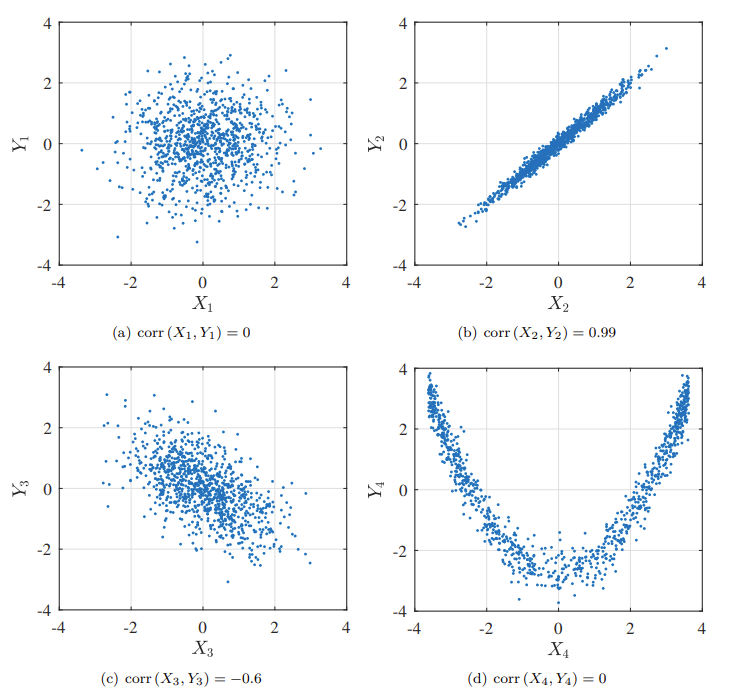 4
2
0
-2
-4
-4 -2 0 2 4
Y1
X1
(a) corr (X1, Y1) = 0
4
2
0
-2
-4
-4 -2 0 2 4
Y2
X2
(b) corr (X2, Y2) = 0.99
4
2
0
-2
-4
-4 -2 0 2 4
Y3
X3
(c) corr (X3, Y3) = −0.6
4
2
0
-2
-4
-4 -2 0 2 4
Y4
X4
(d) corr (X4, Y4) = 0